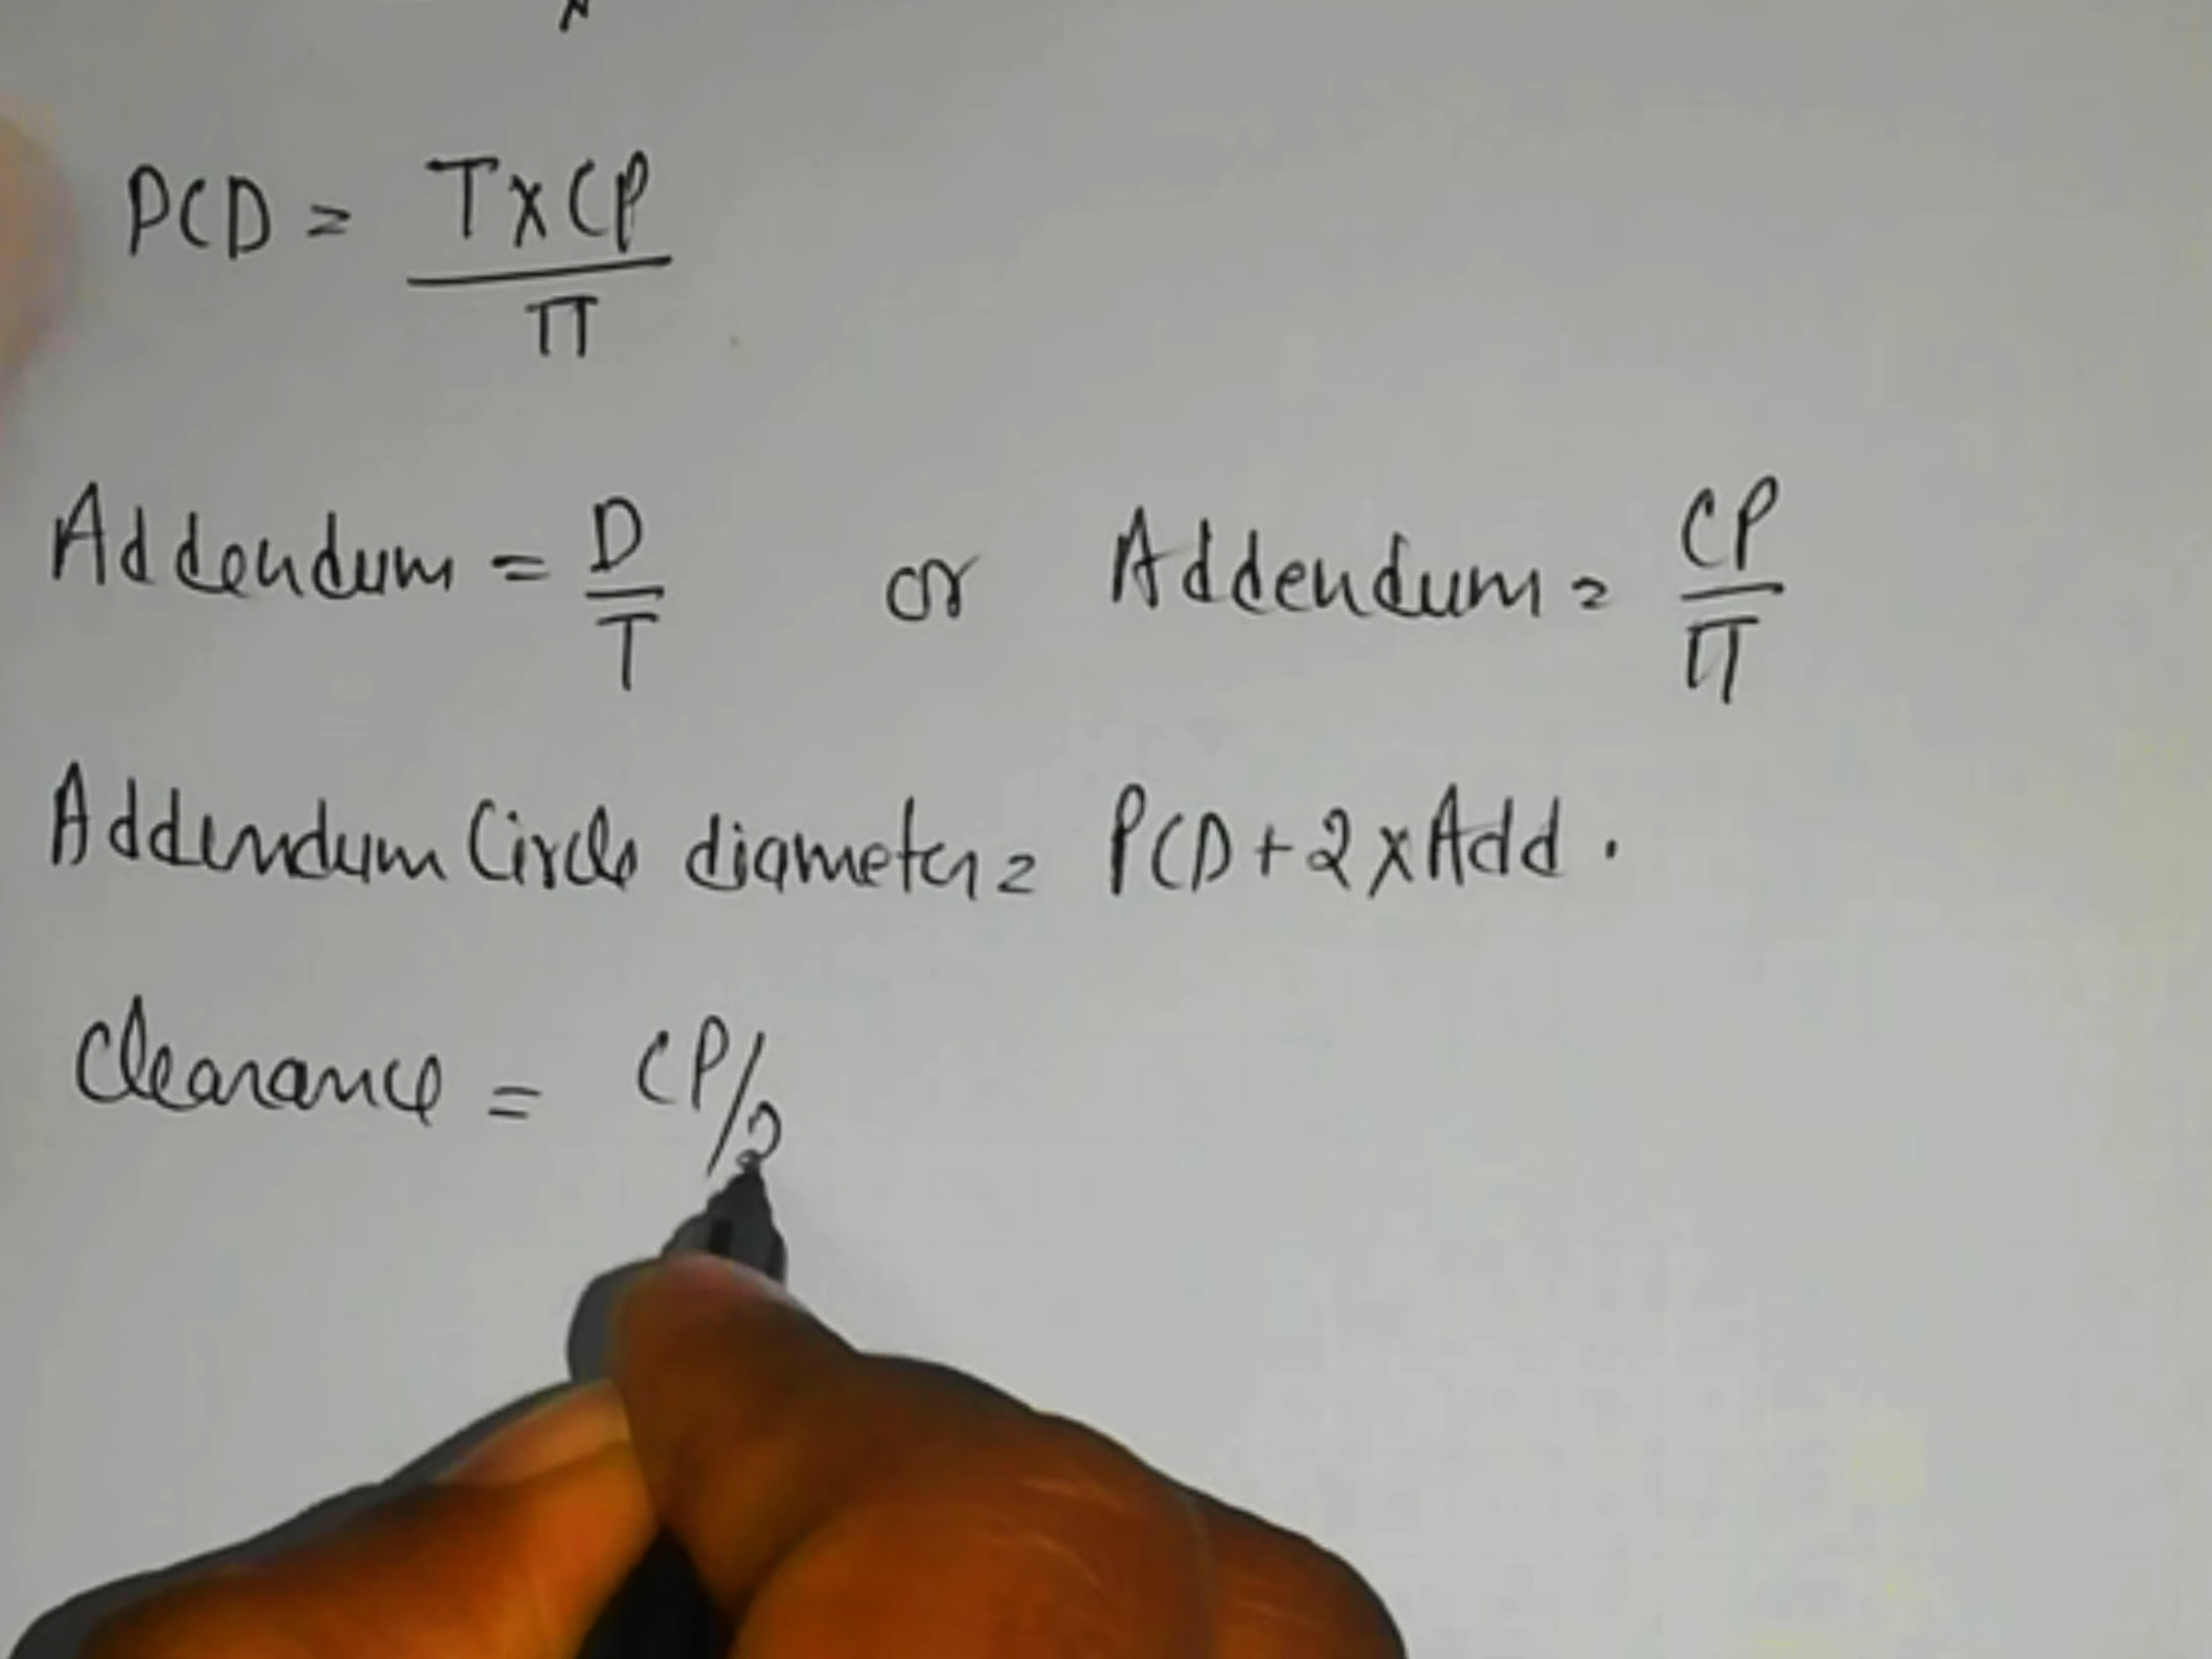 PCD = T×CP/π
Addendum = D/T or Addendum = CP/π
Addendum Circle diameter = PCD+2×Add.
Clearance = CP/2